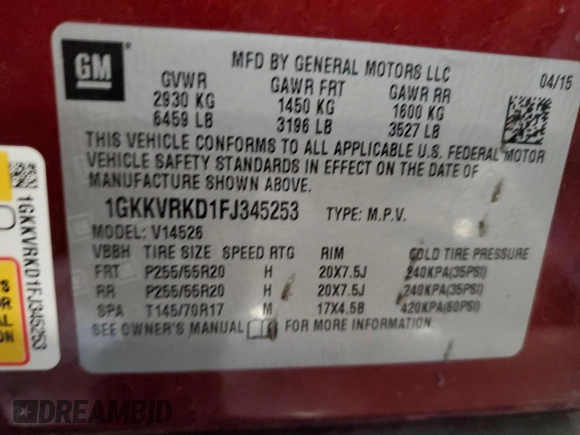 GM
MFD BY GENERAL MOTORS LLC
04/15
GVWR GAWR FRT GAWR RR
2930 KG 1450 KG 1600 KG
6459 LB 3196 LB 3527 LB
THIS VEHICLE CONFORMS TO ALL APPLICABLE U.S. FEDERAL MOTOR
VEHICLE SAFETY STANDARDS IN EFFECT ON THE DATE OF
MANUFACTURE SHOWN ABOVE.
1GKKVRKD1FJ345253 TYPE: M.P.V.
MODEL: V14526
VBBH TIRE SIZE SPEED RTG RIM COLD TIRE PRESSURE
FRT P255/55R20 H 20X7.5J 240KPA(35PSI)
RR P255/55R20 H 20X7.5J 240KPA(35PSI)
SPA T145/70R17 M 17X4.5B 420KPA(60PSI)
SEE OWNER'S MANUAL FOR MORE INFORMATION
1GKKVRKD1FJ345253
DREAMBID